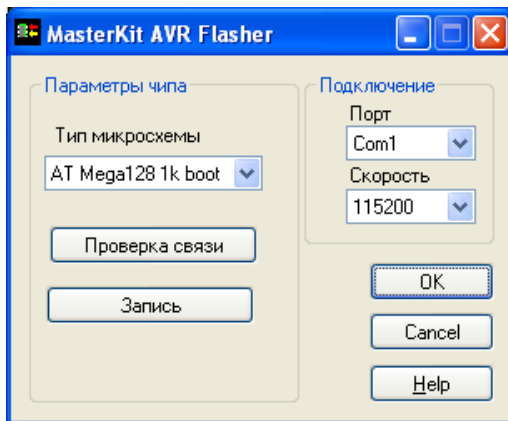 MasterKit AVR Flasher
Параметры чипа
Тип микросхемы
AT Mega128 1k boot
Проверка связи
Запись
Подключение
Порт
Com1
Скорость
115200
OK
Cancel
Help